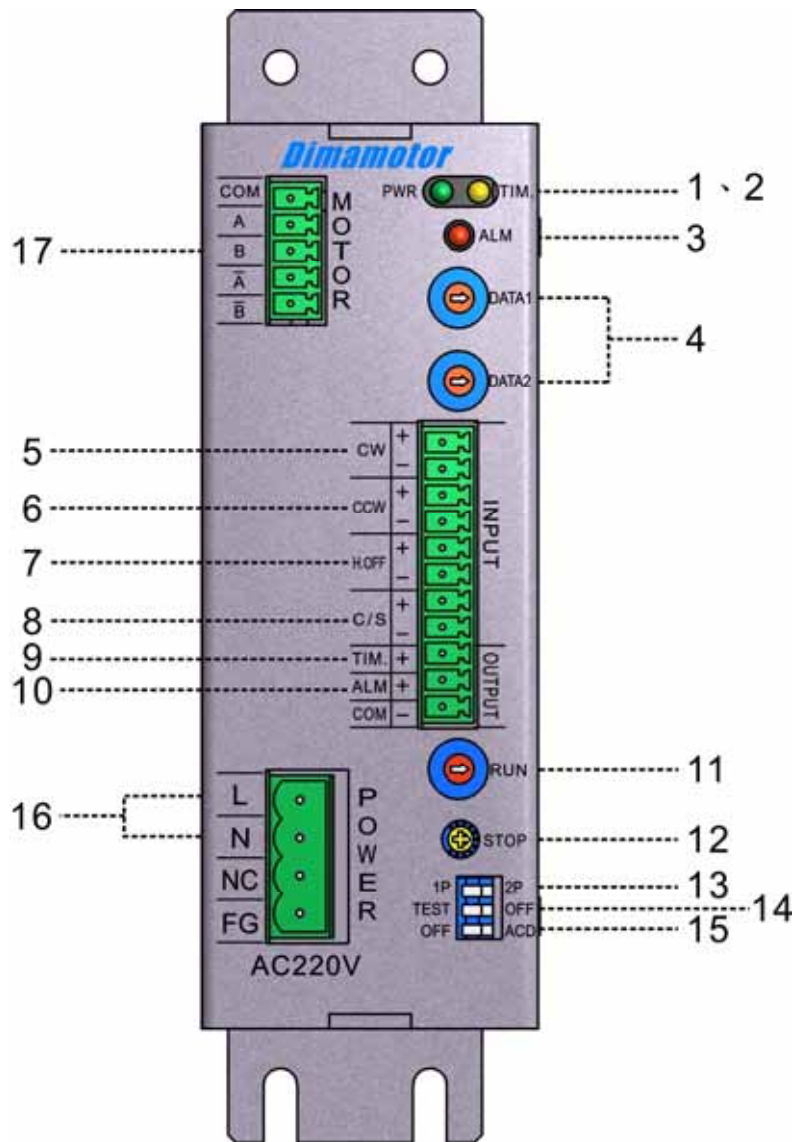 Dimamotor
PWR TIM.
ALM
DATA1
DATA2
COM
A
B
A̅
B̅
MOTOR
CW + −
CCW + −
H.OFF + −
C/S + −
TIM. +
ALM +
COM −
INPUT
OUTPUT
RUN
STOP
1P 2P
TEST OFF
OFF ACD
L
N
NC
FG
POWER
AC220V
1、2
3
4
5
6
7
8
9
10
11
12
13
14
15
16
17